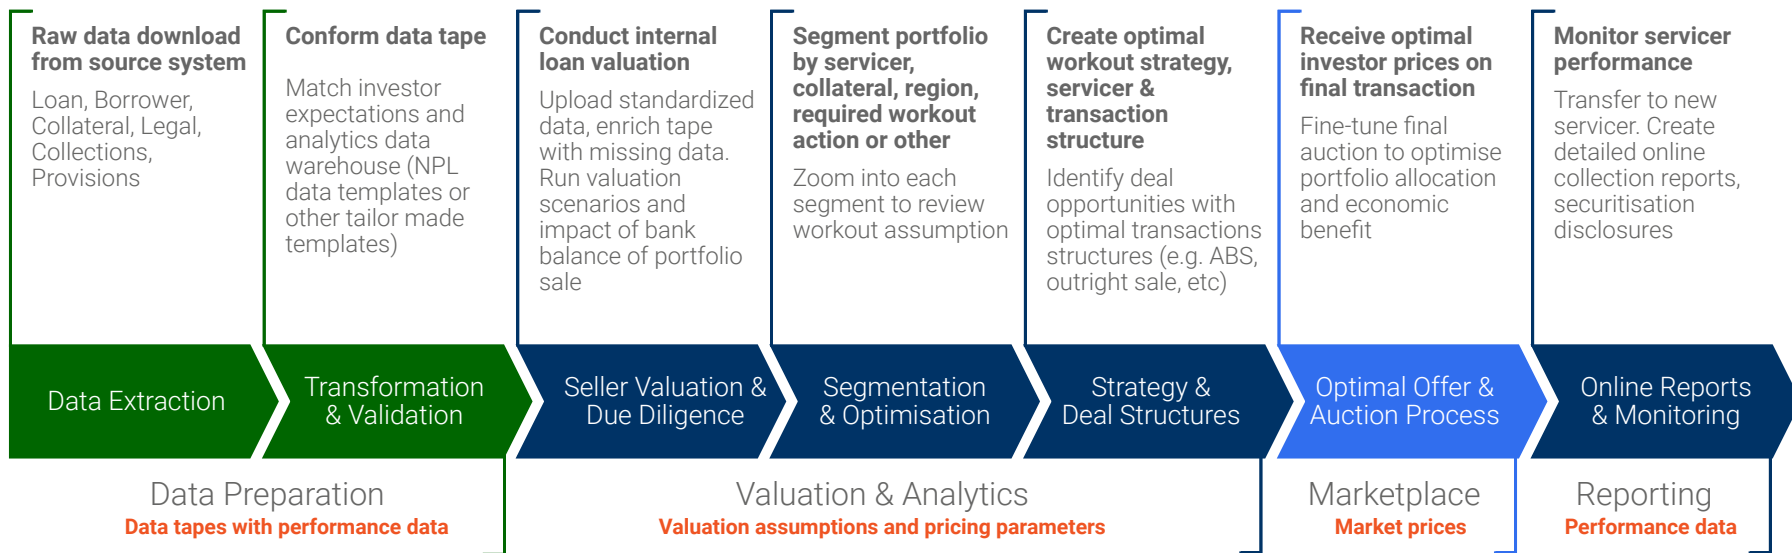 Raw data download
from source system
Loan, Borrower,
Collateral, Legal,
Collections,
Provisions
Conform data tape
Match investor
expectations and
analytics data
warehouse (NPL
data templates or
other tailor made
templates)
Conduct internal
loan valuation
Upload standardized
data, enrich tape
with missing data.
Run valuation
scenarios and
impact of bank
balance of portfolio
sale
Segment portfolio
by servicer,
collateral, region,
required workout
action or other
Zoom into each
segment to review
workout assumption
Create optimal
workout strategy,
servicer &
transaction
structure
Identify deal
opportunities with
optimal transactions
structures (e.g. ABS,
outright sale, etc)
Receive optimal
investor prices on
final transaction
Fine-tune final
auction to optimise
portfolio allocation
and economic
benefit
Monitor servicer
performance
Transfer to new
servicer. Create
detailed online
collection reports,
securitisation
disclosures
Data Extraction
Transformation
& Validation
Seller Valuation &
Due Diligence
Segmentation
& Optimisation
Strategy &
Deal Structures
Optimal Offer &
Auction Process
Online Reports
& Monitoring
Data Preparation
Data tapes with performance data
Valuation & Analytics
Valuation assumptions and pricing parameters
Marketplace
Market prices
Reporting
Performance data